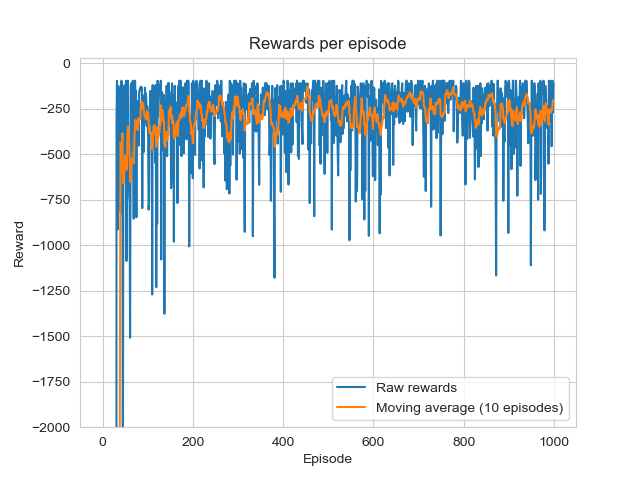 Rewards per episode
0
−250
−500
−750
−1000
−1250
−1500
−1750
−2000
Reward
0 200 400 600 800 1000
Episode
Raw rewards
Moving average (10 episodes)